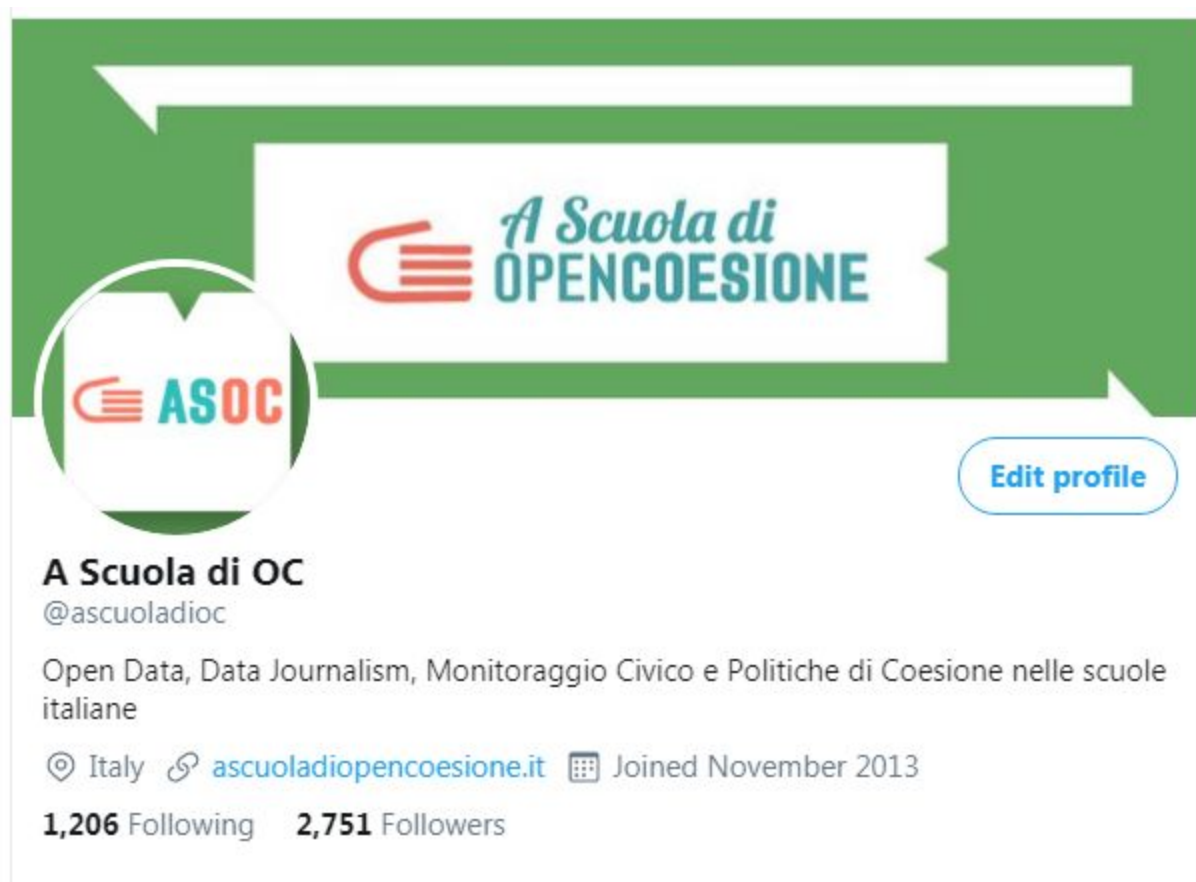 A Scuola di
OPENCOESIONE
ASOC
Edit profile
A Scuola di OC
@ascuoladioc
Open Data, Data Journalism, Monitoraggio Civico e Politiche di Coesione nelle scuole
italiane
Italy ascuoladiopencoesione.it Joined November 2013
1,206 Following 2,751 Followers